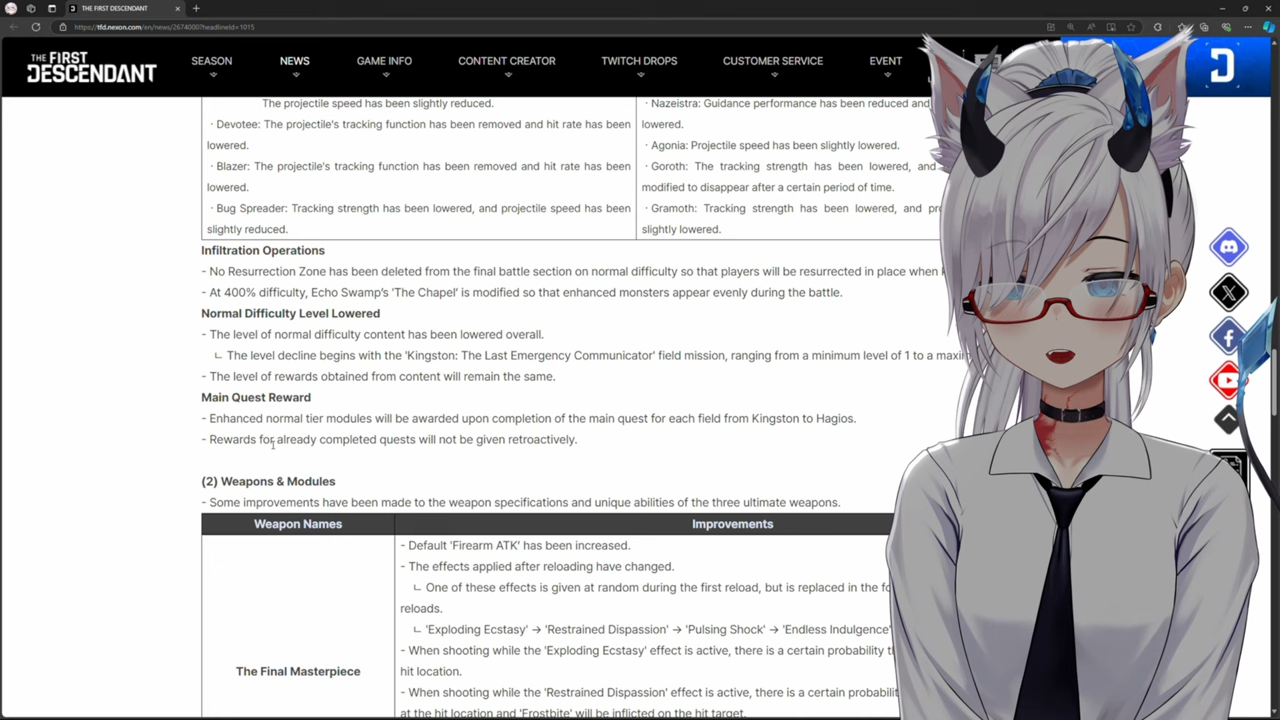 THE FIRST DESCENDANT
https://tfd.nexon.com/en/news/2674000?headlineId=1015
THE FIRST
DESCENDANT
SEASON
NEWS
GAME INFO
CONTENT CREATOR
TWITCH DROPS
CUSTOMER SERVICE
EVENT
The projectile speed has been slightly reduced.
· Devotee: The projectile's tracking function has been removed and hit rate has been
lowered.
· Blazer: The projectile's tracking function has been removed and hit rate has been
lowered.
· Bug Spreader: Tracking strength has been lowered, and projectile speed has been
slightly reduced.
· Nazeistra: Guidance performance has been reduced and
lowered.
· Agonia: Projectile speed has been slightly lowered.
· Goroth: The tracking strength has been lowered, and
modified to disappear after a certain period of time.
· Gramoth: Tracking strength has been lowered, and
slightly lowered.
Infiltration Operations
- No Resurrection Zone has been deleted from the final battle section on normal difficulty so that players will be resurrected in place when
- At 400% difficulty, Echo Swamp's 'The Chapel' is modified so that enhanced monsters appear evenly during the battle.
Normal Difficulty Level Lowered
- The level of normal difficulty content has been lowered overall.
ㄴ The level decline begins with the 'Kingston: The Last Emergency Communicator' field mission, ranging from a minimum level of 1 to a
- The level of rewards obtained from content will remain the same.
Main Quest Reward
- Enhanced normal tier modules will be awarded upon completion of the main quest for each field from Kingston to Hagios.
- Rewards for already completed quests will not be given retroactively.
(2) Weapons & Modules
- Some improvements have been made to the weapon specifications and unique abilities of the three ultimate weapons.
Weapon Names
Improvements
The Final Masterpiece
- Default 'Firearm ATK' has been increased.
- The effects applied after reloading have changed.
ㄴ One of these effects is given at random during the first reload, but is replaced in the
reloads.
ㄴ 'Exploding Ecstasy' → 'Restrained Dispassion' → 'Pulsing Shock' → 'Endless Indulgence'
- When shooting while the 'Exploding Ecstasy' effect is active, there is a certain probability
hit location.
- When shooting while the 'Restrained Dispassion' effect is active, there is a certain probability
at the hit location and 'Frostbite' will be inflicted on the hit target.